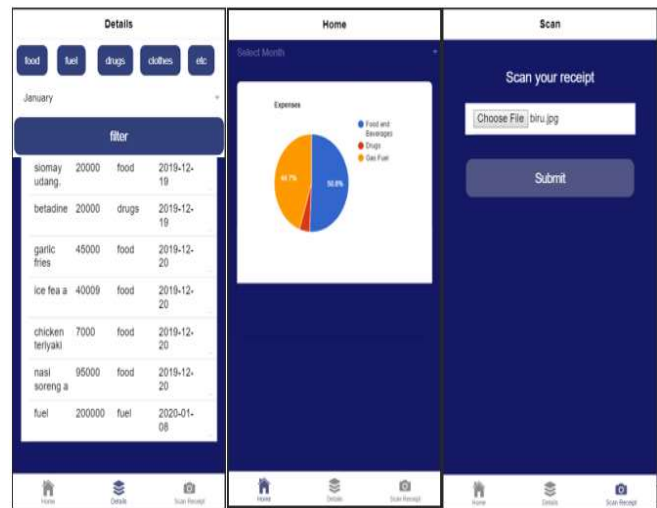 Details
food fuel drugs clothes etc
January
filter
siomay 20000 food 2019-12-
udang. 19
betadine 20000 drugs 2019-12-
19
garlic 45000 food 2019-12-
fries 20
ice fea a 40009 food 2019-12-
20
chicken 7000 food 2019-12-
teriyaki 20
nasi 95000 food 2019-12-
soreng a 20
fuel 200000 fuel 2020-01-
08
Home Details Scan Receipt
Home
Select Month
Expenses
Food and
Beverages
Drugs
Gas Fuel
50.8%
Home Details Scan Receipt
Scan
Scan your receipt
Choose File biru.jpg
Submit
Home Details Scan Receipt